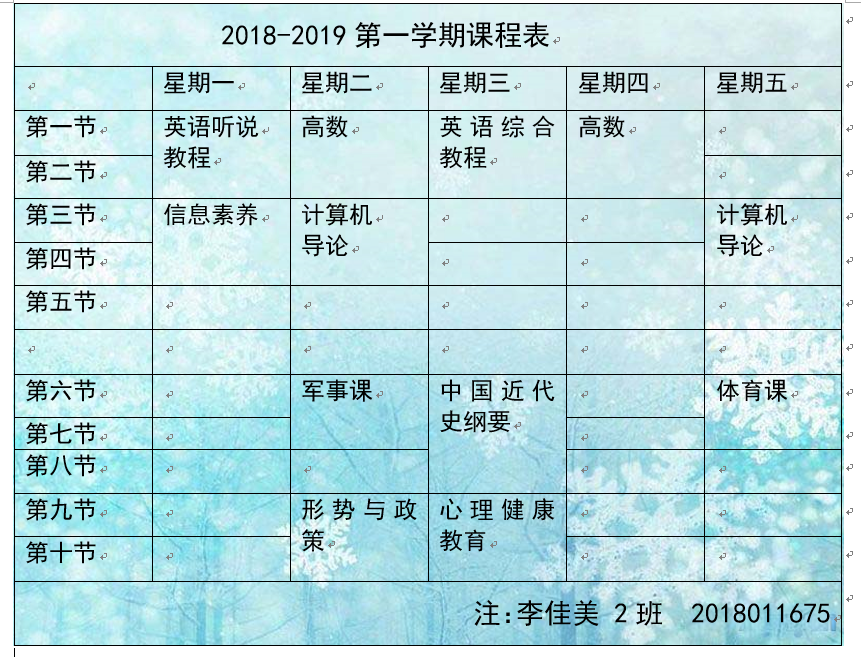 2018-2019 第一学期课程表
星期一 星期二 星期三 星期四 星期五
第一节 英语听说 高数 英语综合 高数
教程 教程
第二节
第三节 信息素养 计算机 计算机
导论 导论
第四节
第五节
第六节 军事课 中国近代 体育课
史纲要
第七节
第八节
第九节 形势与政 心理健康
策 教育
第十节
注:李佳美 2班 2018011675